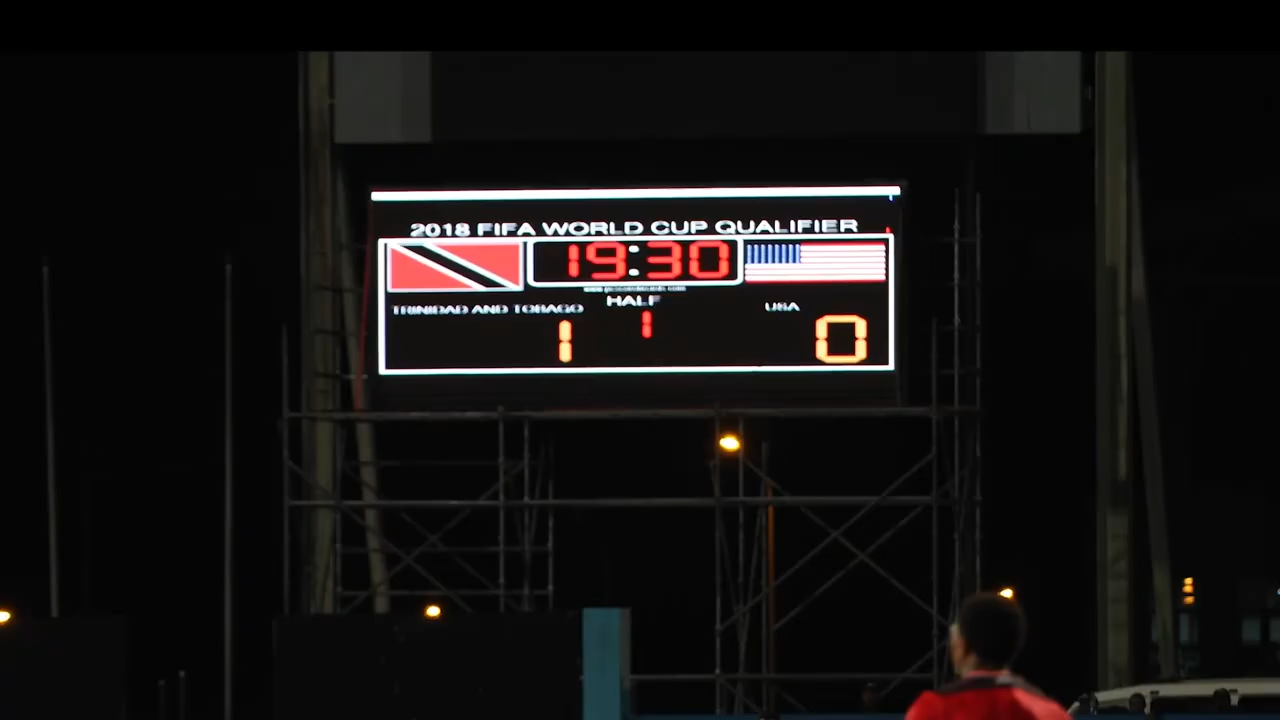 2018 FIFA WORLD CUP QUALIFIER
19:30
HALF
TRINIDAD AND TOBAGO
USA
1
1
0